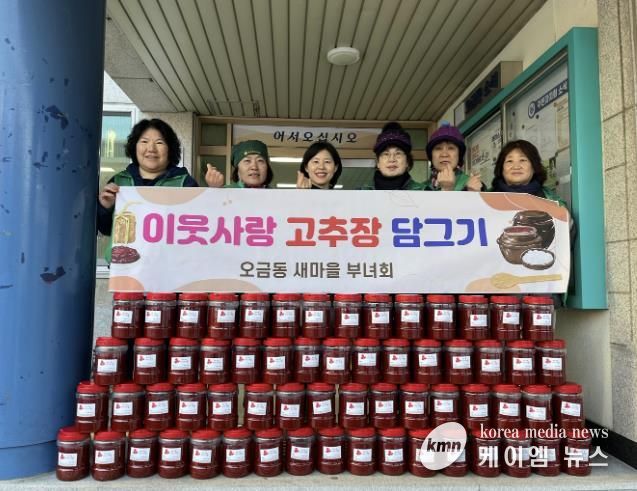 어서오십시오
이웃사랑 고추장 담그기
오금동 새마을 부녀회
kmn
korea media news
케이엠 뉴스